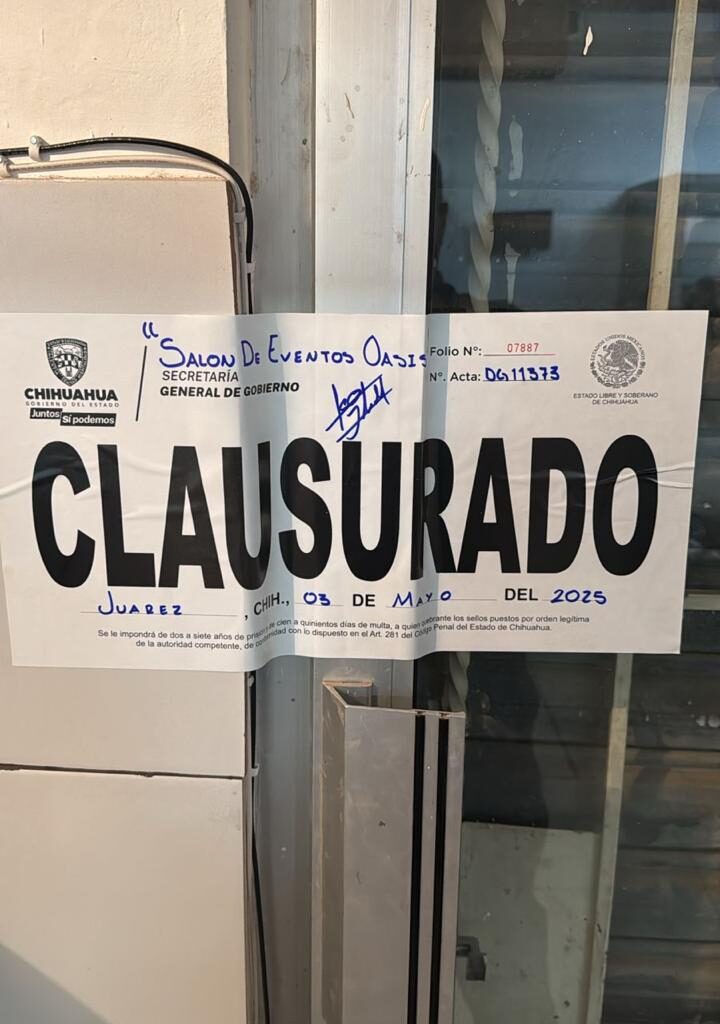 "SALON DE EVENTOS OASIS
CHIHUAHUA
GOBIERNO DEL ESTADO
Juntos Sí podemos
SECRETARÍA
GENERAL DE GOBIERNO
Folio Nº: 07887
Nº. Acta: DG11373
ESTADOS UNIDOS MEXICANOS
ESTADO LIBRE Y SOBERANO
DE CHIHUAHUA
CLAUSURADO
JUAREZ, CHIH., 03 DE MAYO DEL 2025
Se le impondrá de dos a siete años de prisión y de cien a quinientos días de multa, a quien quebrante los sellos puestos por orden legítima
de la autoridad competente, de conformidad con lo dispuesto en el Art. 281 del Código Penal del Estado de Chihuahua.